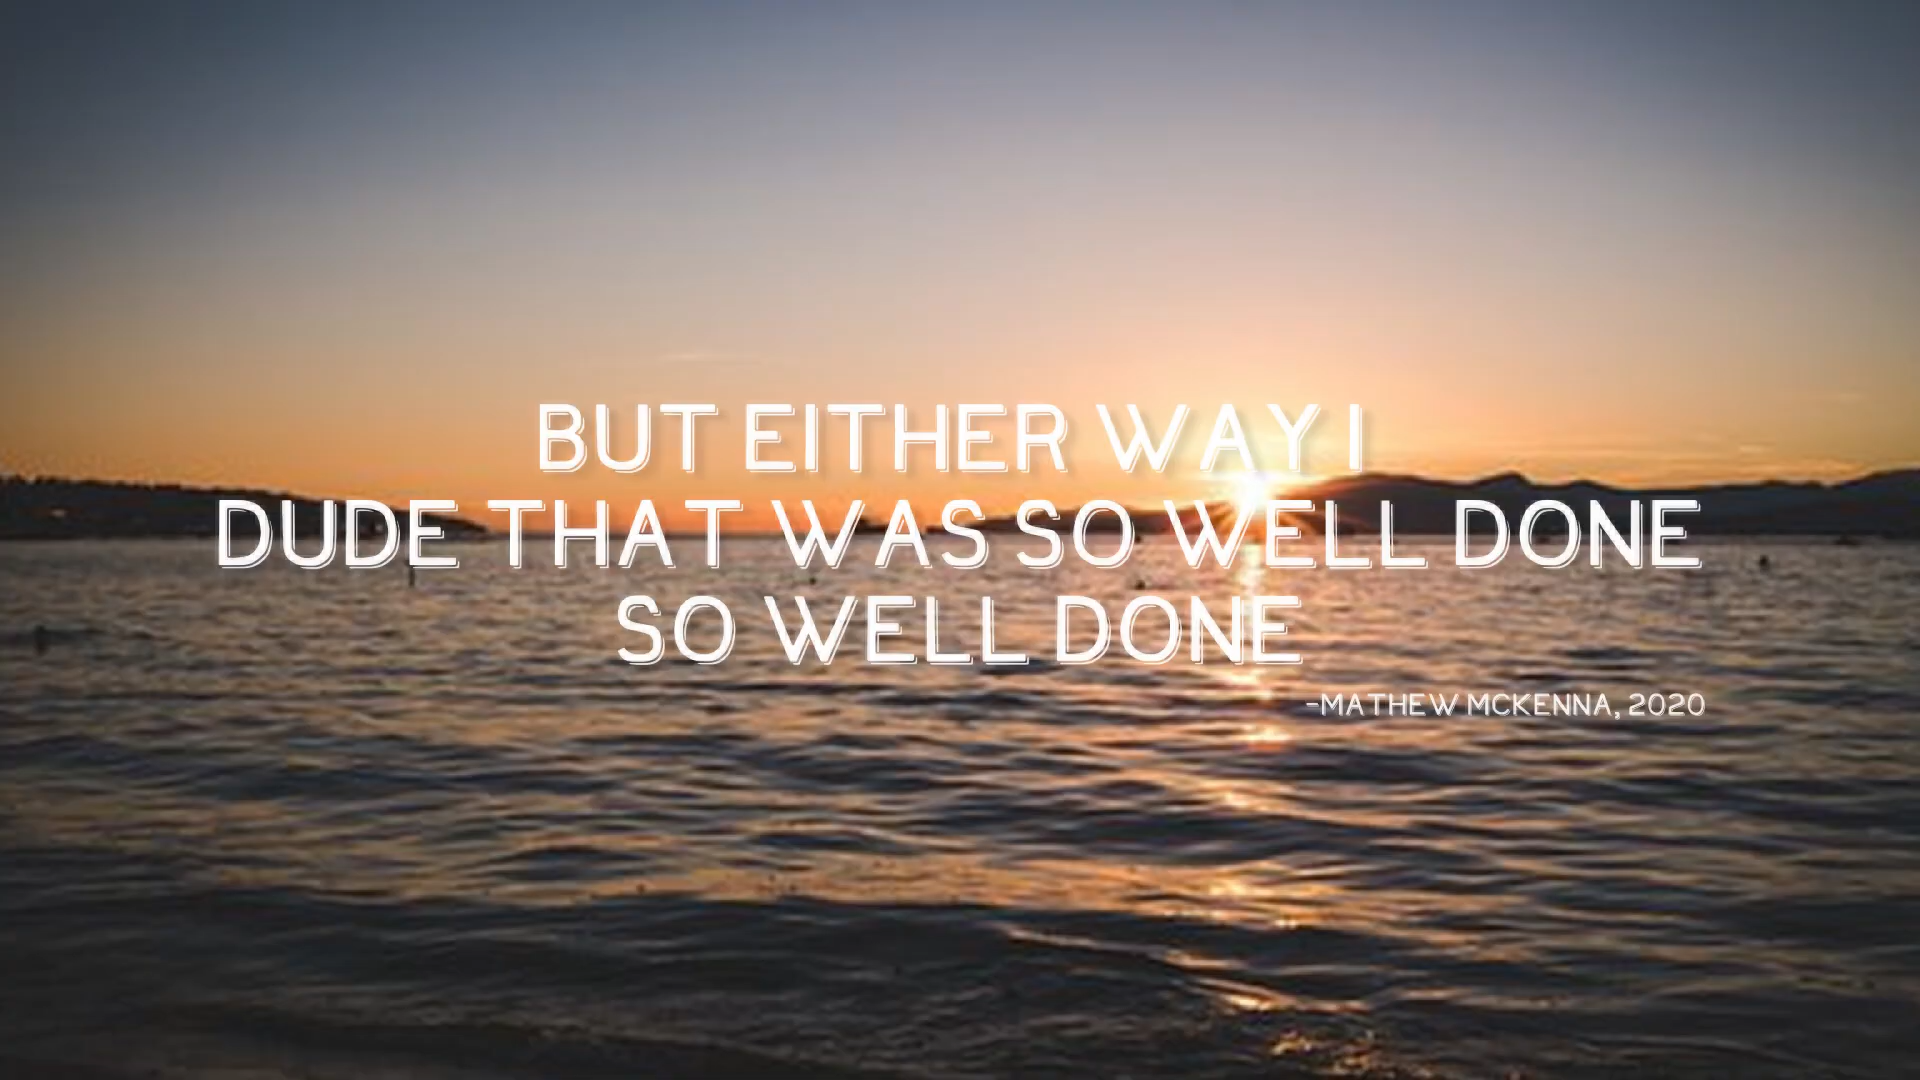 BUT EITHER WAY I
DUDE THAT WAS SO WELL DONE
SO WELL DONE
-MATHEW MCKENNA, 2020